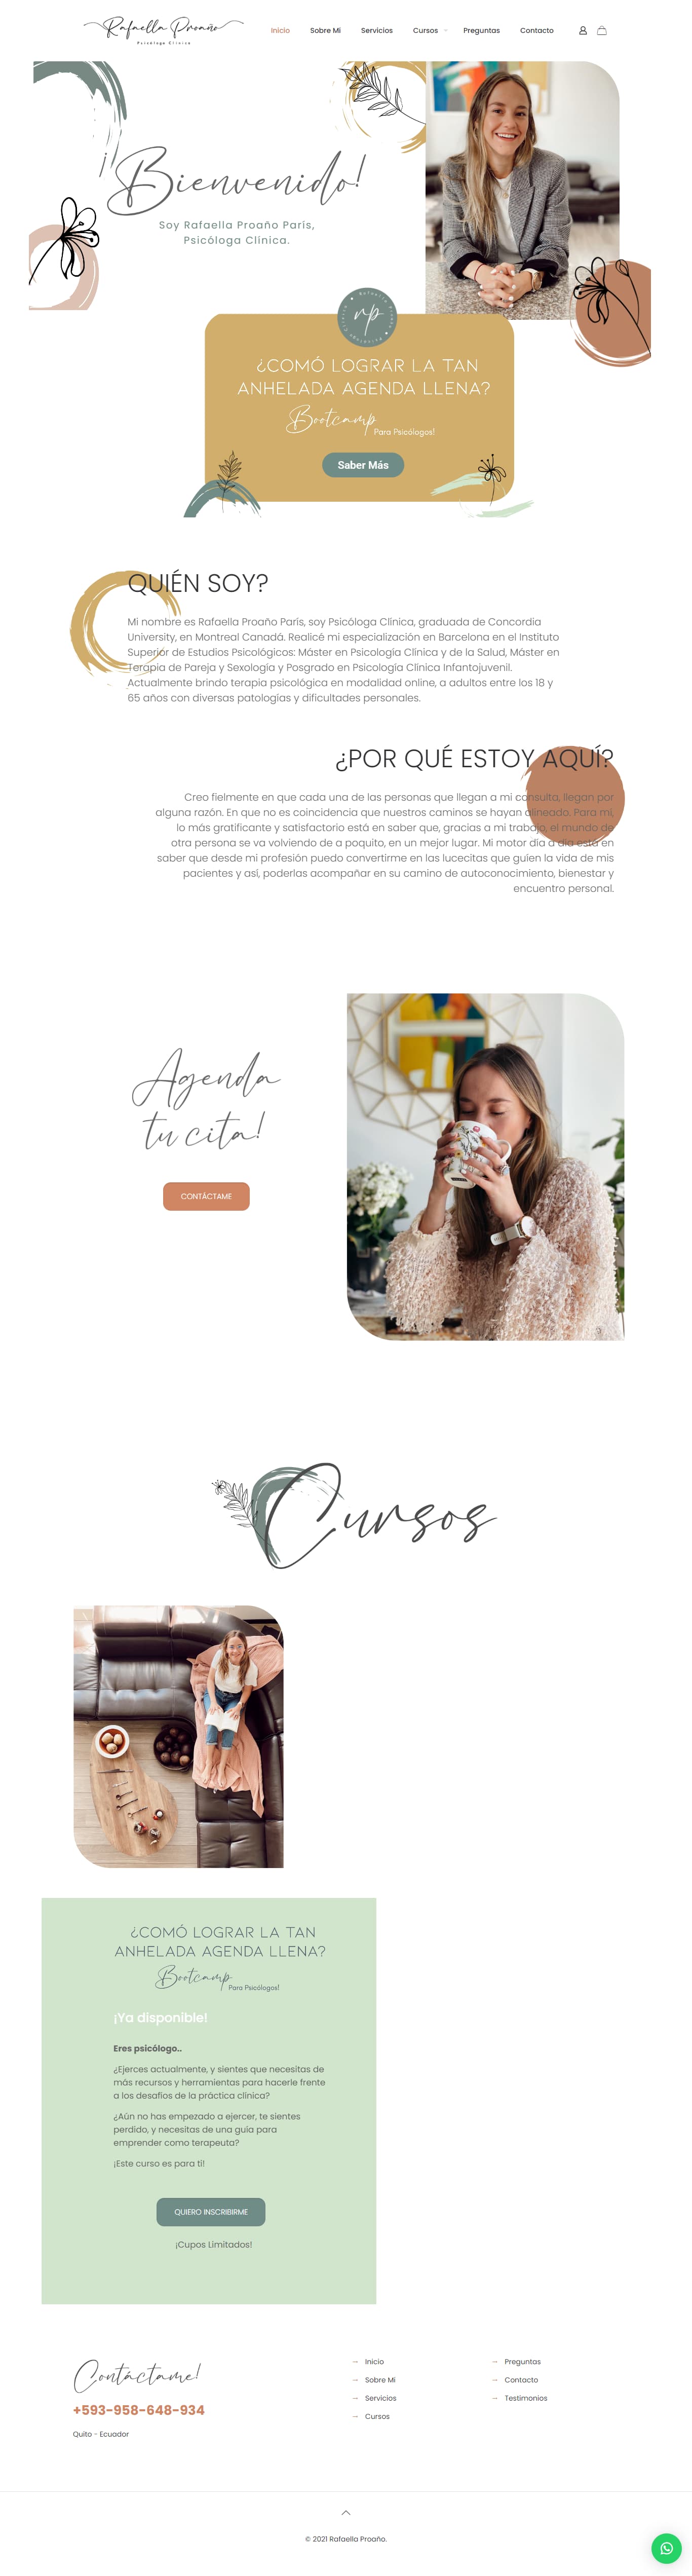 Rafaella Proaño
Psicóloga Clínica
Inicio
Sobre Mi
Servicios
Cursos
Preguntas
Contacto
Bienvenido!
Soy Rafaella Proaño París,
Psicóloga Clínica.
rp
¿COMÓ LOGRAR LA TAN
ANHELADA AGENDA LLENA?
Bootcamp
Para Psicólogos!
Saber Más
QUIÉN SOY?
Mi nombre es Rafaella Proaño París, soy Psicóloga Clínica, graduada de Concordia
University, en Montreal Canadá. Realicé mi especialización en Barcelona en el Instituto
Superior de Estudios Psicológicos: Máster en Psicología Clínica y de la Salud, Máster en
Terapia de Pareja y Sexología y Posgrado en Psicología Clínica Infantojuvenil.
Actualmente brindo terapia psicológica en modalidad online, a adultos entre los 18 y
65 años con diversas patologías y dificultades personales.
¿POR QUÉ ESTOY AQUÍ?
Creo fielmente en que cada una de las personas que llegan a mi consulta, llegan por
alguna razón. En que no es coincidencia que nuestros caminos se hayan alineado. Para mí,
lo más gratificante y satisfactorio está en saber que, gracias a mi trabajo, el mundo de
otra persona se va volviendo de a poquito, en un mejor lugar. Mi motor día a día está en
saber que desde mi profesión puedo convertirme en las lucecitas que guíen la vida de mis
pacientes y así, poderlas acompañar en su camino de autoconocimiento, bienestar y
encuentro personal.
Agenda
tu cita!
CONTÁCTAME
Cursos
¿COMÓ LOGRAR LA TAN
ANHELADA AGENDA LLENA?
Bootcamp
Para Psicólogos!
¡Ya disponible!
Eres psicólogo..
¿Ejerces actualmente, y sientes que necesitas de
más recursos y herramientas para hacerle frente
a los desafíos de la práctica clínica?
¿Aún no has empezado a ejercer, te sientes
perdido, y necesitas de una guía para
emprender como terapeuta?
¡Este curso es para ti!
QUIERO INSCRIBIRME
¡Cupos Limitados!
Contáctame!
+593-958-648-934
Quito - Ecuador
→ Inicio
→ Sobre Mi
→ Servicios
→ Cursos
→ Preguntas
→ Contacto
→ Testimonios
© 2021 Rafaella Proaño.